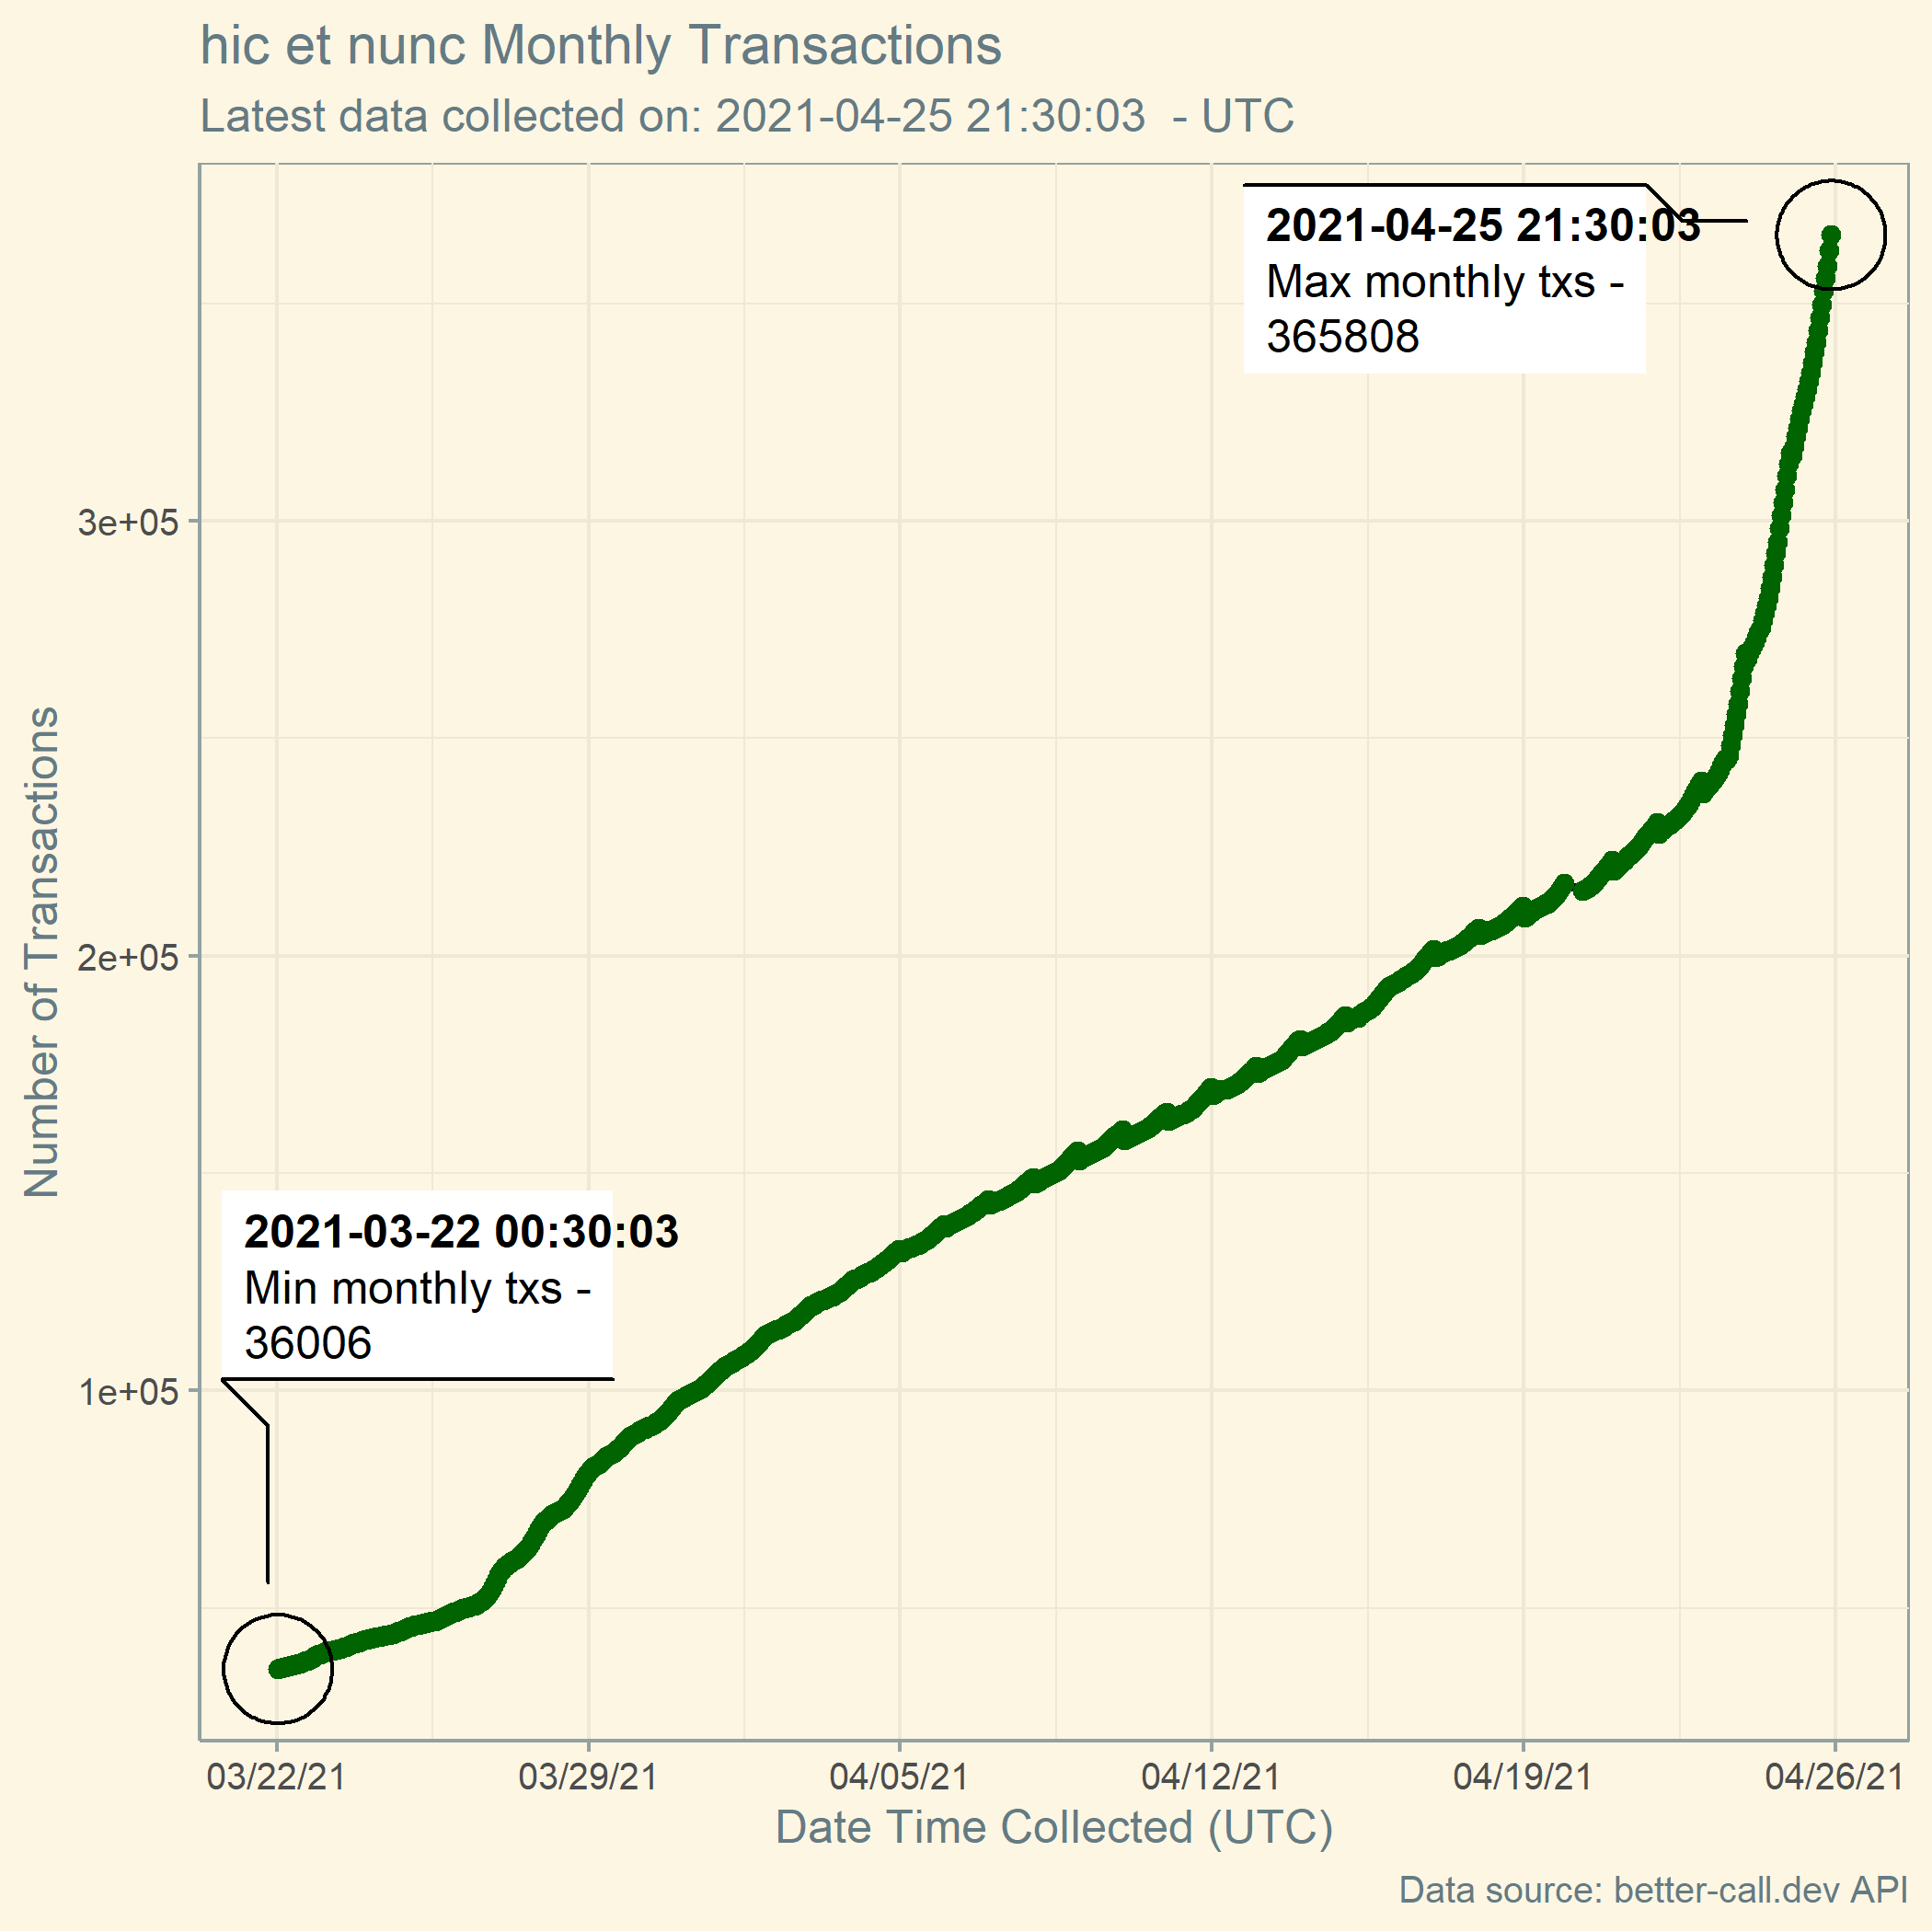 hic et nunc Monthly Transactions
Latest data collected on: 2021-04-25 21:30:03  - UTC
2021-04-25 21:30:03
Max monthly txs -
365808
3e+05
2e+05
1e+05
Number of Transactions
2021-03-22 00:30:03
Min monthly txs -
36006
03/22/21 03/29/21 04/05/21 04/12/21 04/19/21 04/26/21
Date Time Collected (UTC)
Data source: better-call.dev API